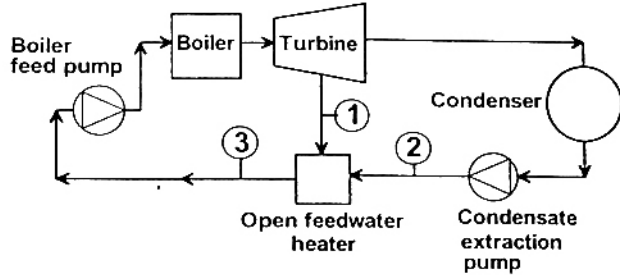 Boiler
feed pump
Boiler
Turbine
Condenser
1
3
2
Open feedwater
heater
Condensate
extraction
pump